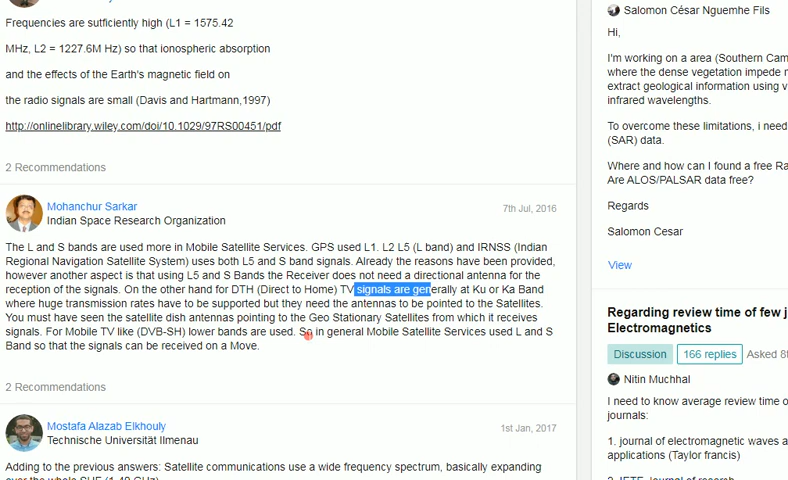 Frequencies are sutficiently high (L1 = 1575.42
MHz, L2 = 1227.6M Hz) so that ionospheric absorption
and the effects of the Earth's magnetic field on
the radio signals are small (Davis and Hartmann,1997)
http://onlinelibrary.wiley.com/doi/10.1029/97RS00451/pdf
2 Recommendations
Mohanchur Sarkar
7th Jul, 2016
Indian Space Research Organization
The L and S bands are used more in Mobile Satellite Services. GPS used L1. L2 L5 (L band) and IRNSS (Indian
Regional Navigation Satellite System) uses both L5 and S band signals. Already the reasons have been provided,
however another aspect is that using L5 and S Bands the Receiver does not need a directional antenna for the
reception of the signals. On the other hand for DTH (Direct to Home) TV signals are generally at Ku or Ka Band
where huge transmission rates have to be supported but they need the antennas to be pointed to the Satellites.
You must have seen the satellite dish antennas pointing to the Geo Stationary Satellites from which it receives
signals. For Mobile TV like (DVB-SH) lower bands are used. So in general Mobile Satellite Services used L and S
Band so that the signals can be received on a Move.
2 Recommendations
Mostafa Alazab Elkhouly
1st Jan, 2017
Technische Universität Ilmenau
Adding to the previous answers: Satellite communications use a wide frequency spectrum, basically expanding
Salomon César Nguemhe Fils
Hi,
I'm working on a area (Southern Cam
where the dense vegetation impede
extract geological information using v
infrared wavelengths.
To overcome these limitations, i need
(SAR) data.
Where and how can I found a free Ra
Are ALOS/PALSAR data free?
Regards
Salomon Cesar
View
Regarding review time of few j
Electromagnetics
Discussion 166 replies Asked
Nitin Muchhal
I need to know average review time o
journals:
1. journal of electromagnetic waves a
applications (Taylor francis)